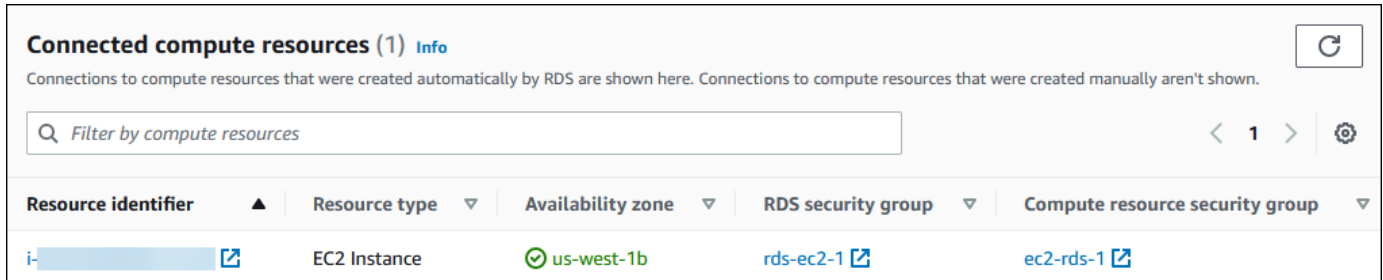 Connected compute resources (1) Info
Connections to compute resources that were created automatically by RDS are shown here. Connections to compute resources that were created manually aren't shown.
Filter by compute resources
1
Resource identifier Resource type Availability zone RDS security group Compute resource security group
i- EC2 Instance us-west-1b rds-ec2-1 ec2-rds-1